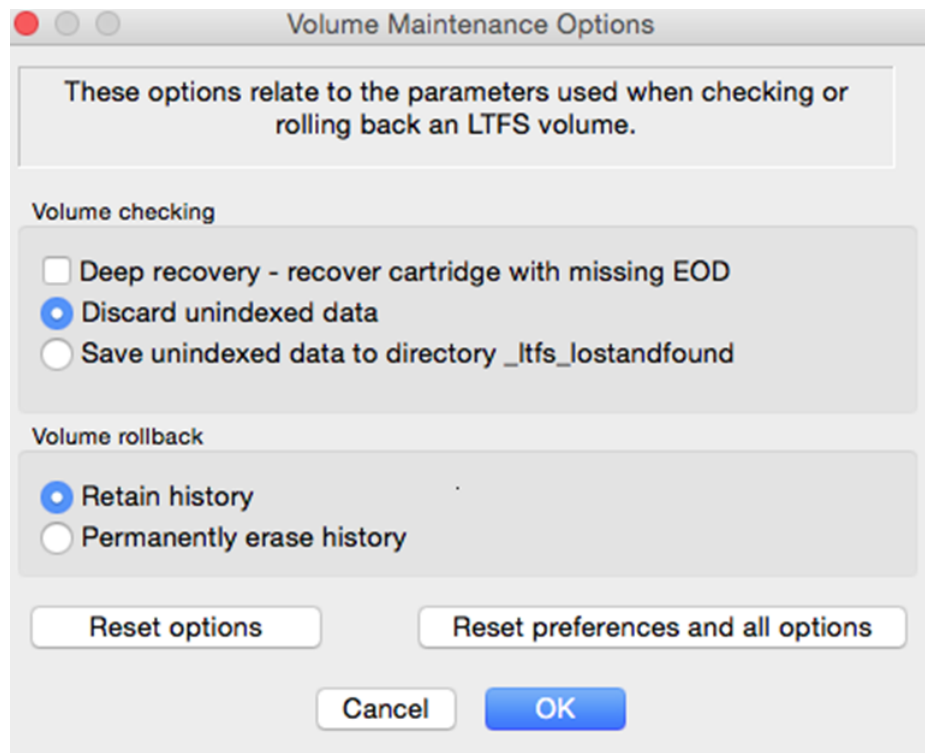 Volume Maintenance Options
These options relate to the parameters used when checking or
rolling back an LTFS volume.
Volume checking
Deep recovery - recover cartridge with missing EOD
Discard unindexed data
Save unindexed data to directory _ltfs_lostandfound
Volume rollback
Retain history
Permanently erase history
Reset options
Reset preferences and all options
Cancel
OK